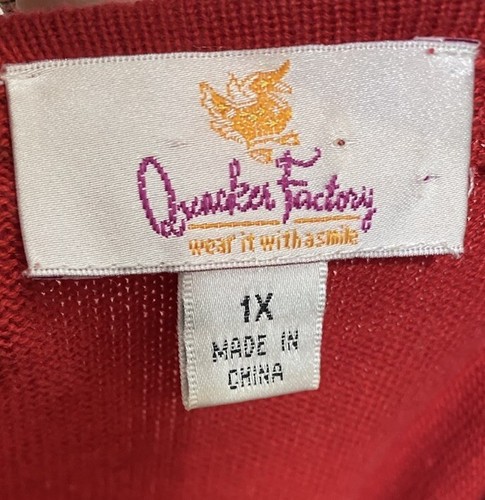 Quacker Factory
wear it with a smile
1X
MADE IN
CHINA